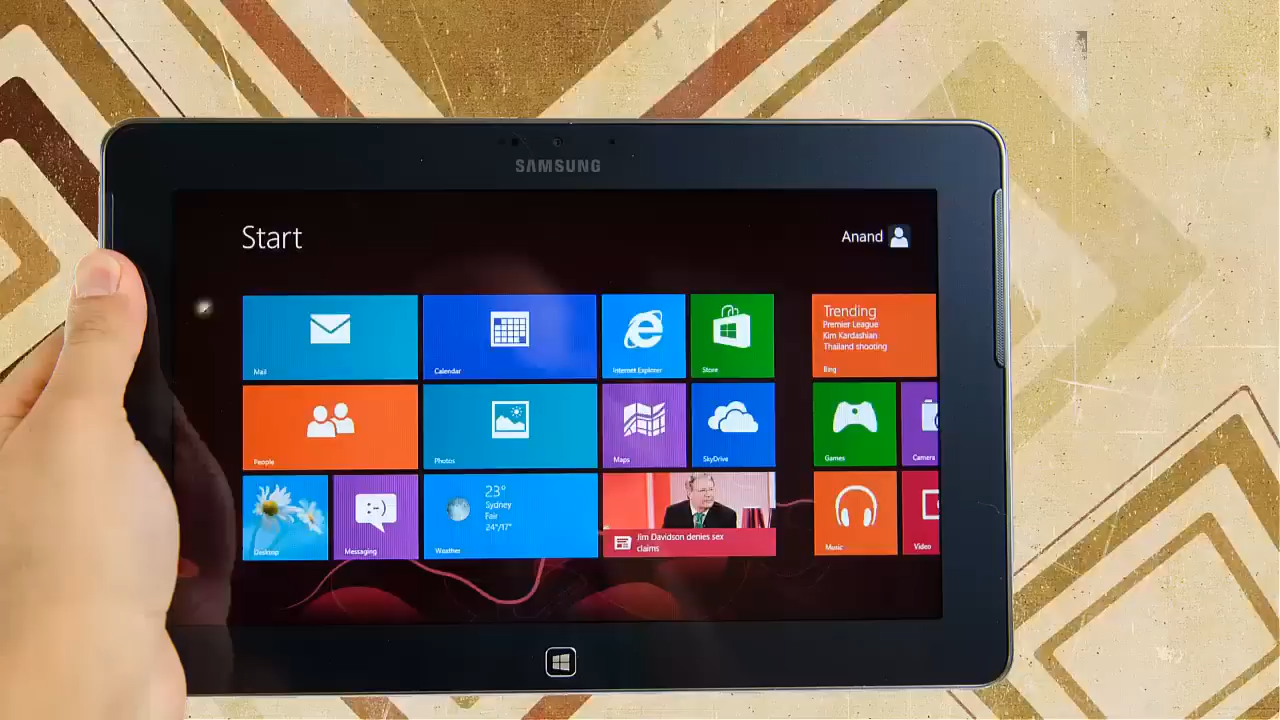 SAMSUNG
Start
Anand
Mail
Calendar
Internet Explorer
Store
Trending
Premier League
Kim Kardashian
Thailand shooting
Bing
People
Photos
Maps
SkyDrive
Games
Camera
Desktop
Messaging
23°
Sydney
Fair
24°/17°
Weather
:-)
Jim Davidson denies sex
claims
Music
Video